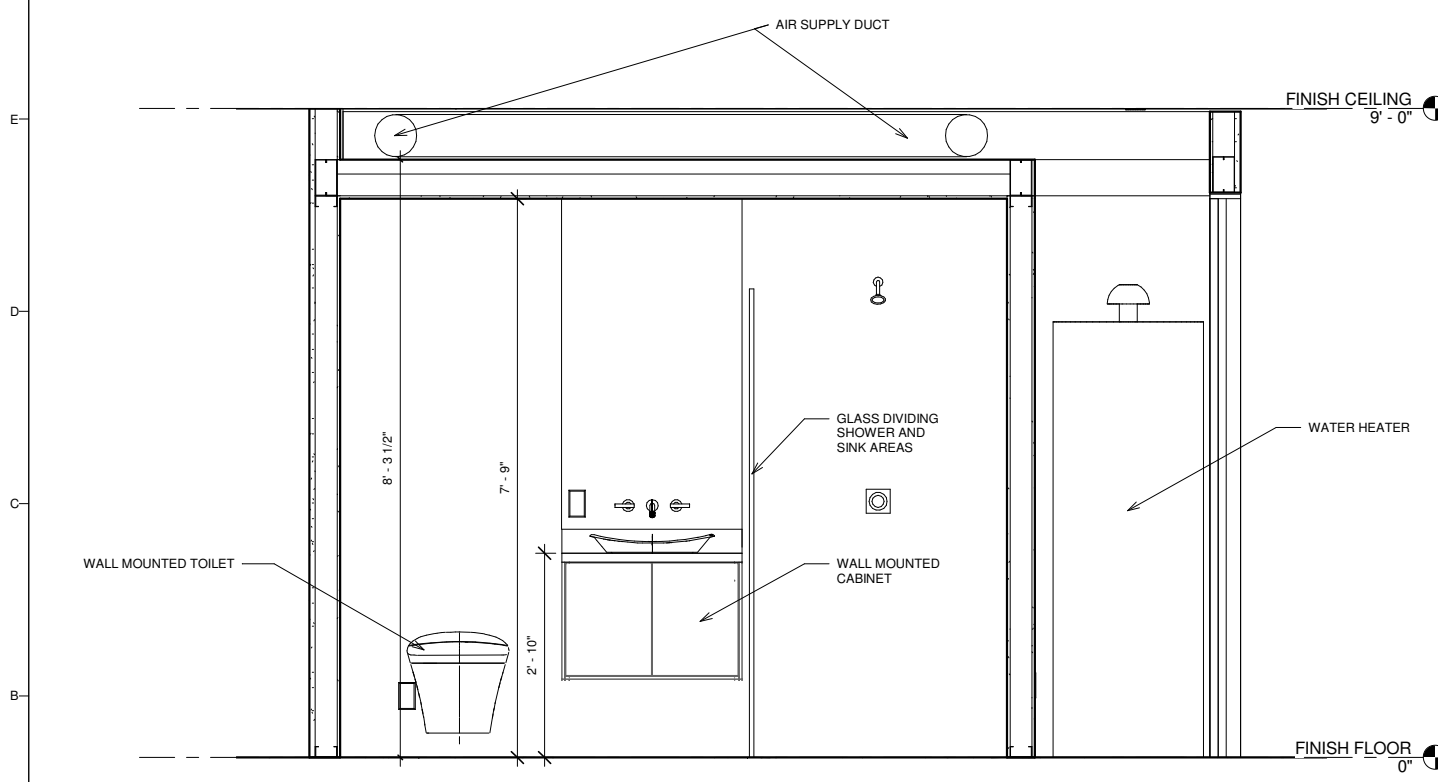 AIR SUPPLY DUCT
FINISH CEILING
9' - 0"
E
D
GLASS DIVIDING
SHOWER AND
SINK AREAS
WATER HEATER
8' - 3 1/2"
7' - 9"
C
WALL MOUNTED TOILET
WALL MOUNTED
CABINET
2' - 10"
B
FINISH FLOOR
0"